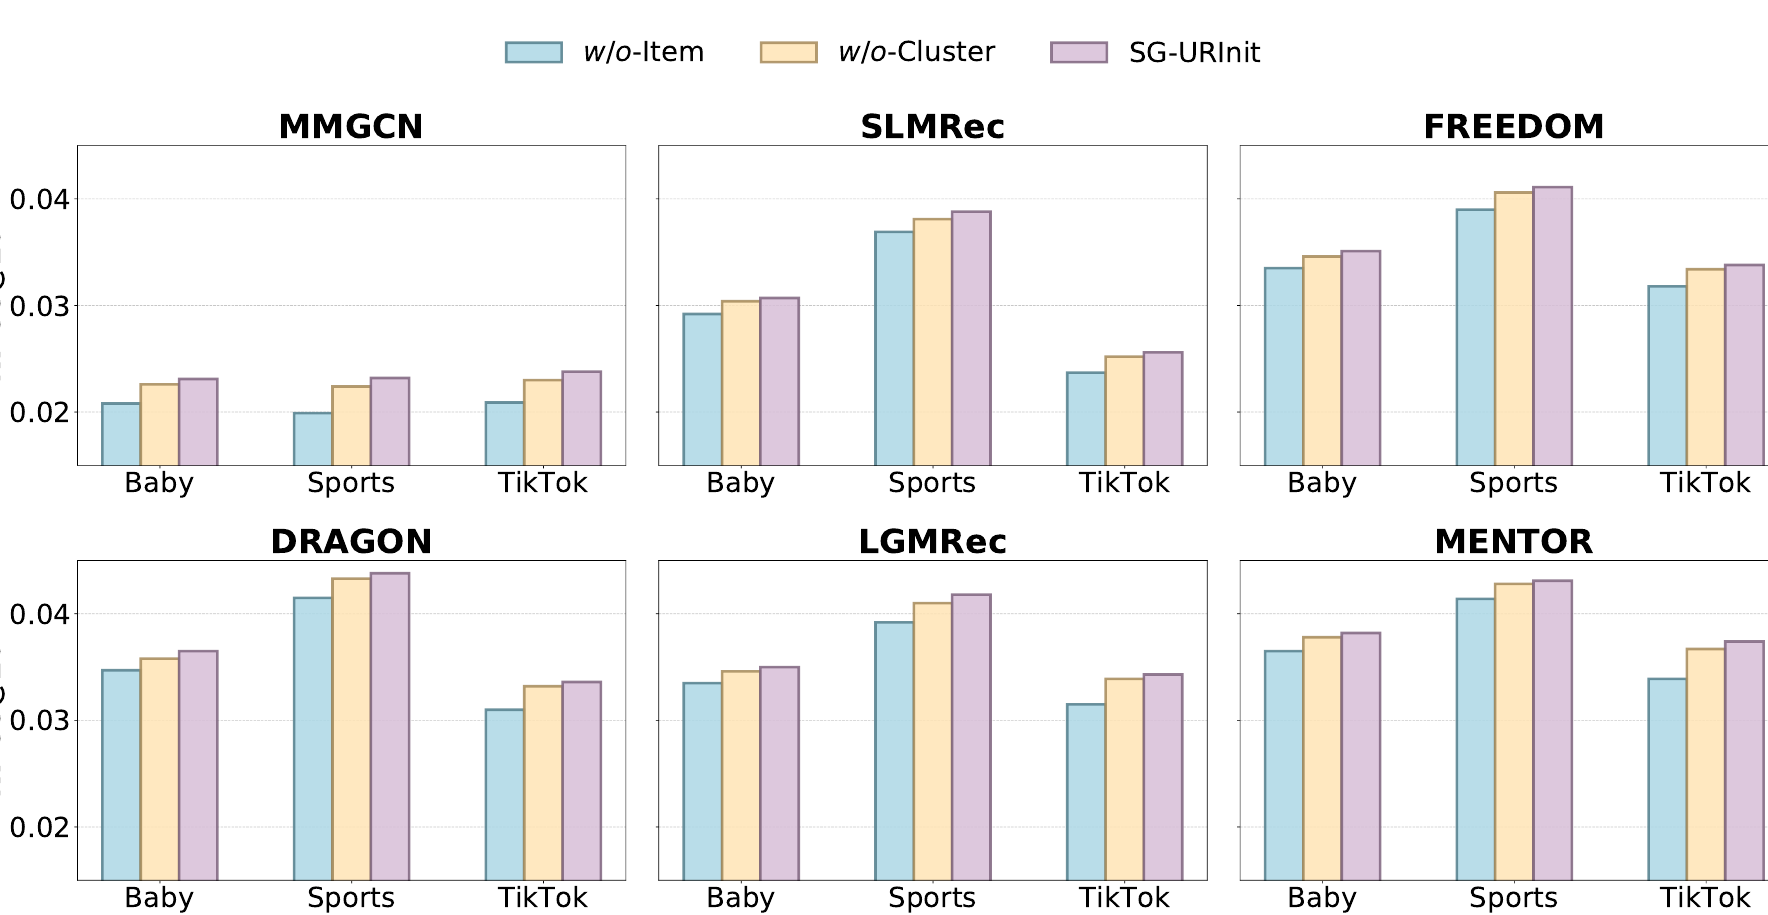 w/o-Item w/o-Cluster SG-URInit
MMGCN SLMRec FREEDOM
0.04
0.03
0.02
Baby Sports TikTok Baby Sports TikTok Baby Sports TikTok
DRAGON LGMRec MENTOR
0.04
0.03
0.02
Baby Sports TikTok Baby Sports TikTok Baby Sports TikTok